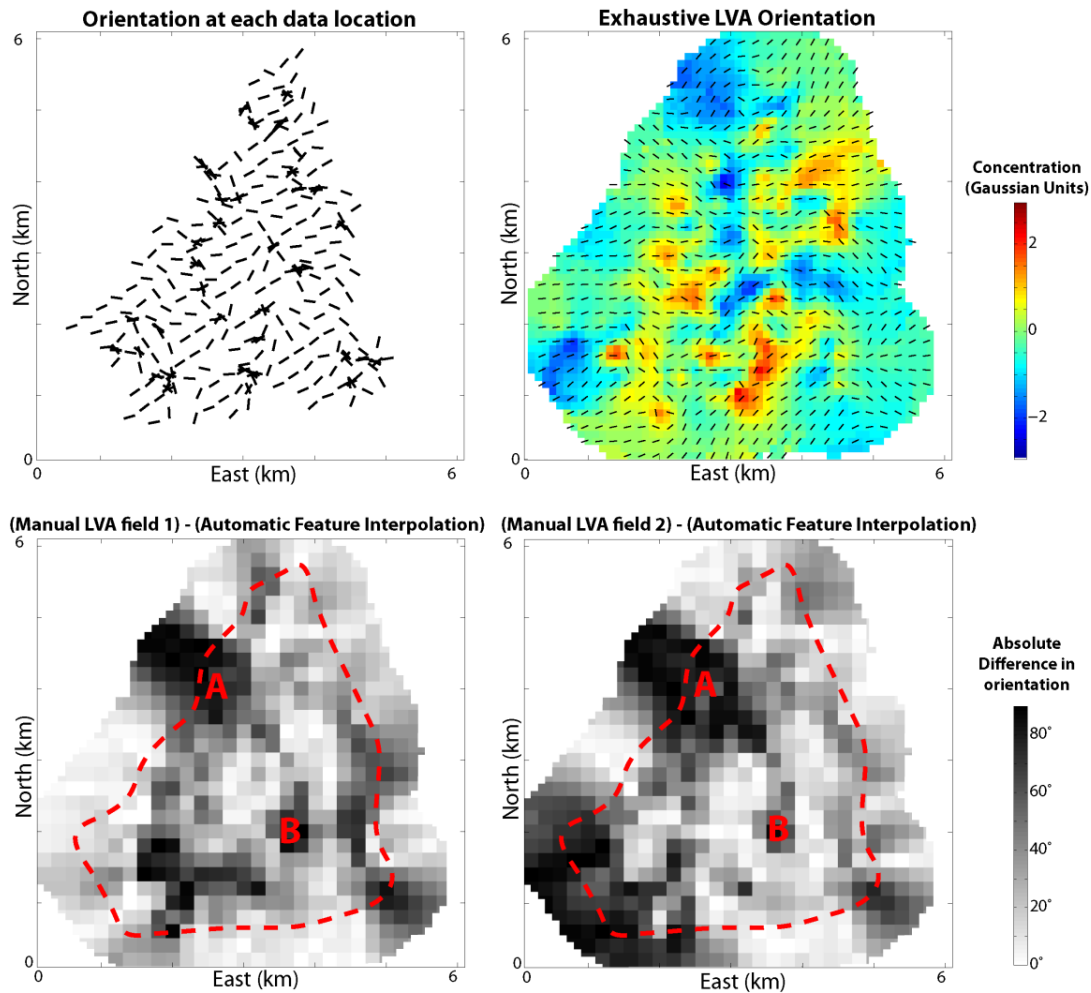 Orientation at each data location
6
North (km)
0
0
East (km)
6
Exhaustive LVA Orientation
6
North (km)
0
0
East (km)
6
Concentration
(Gaussian Units)
2
0
−2
(Manual LVA field 1) - (Automatic Feature Interpolation)
6
North (km)
A
B
0
0
East (km)
6
(Manual LVA field 2) - (Automatic Feature Interpolation)
6
North (km)
A
B
0
0
East (km)
6
Absolute
Difference in
orientation
80˚
60˚
40˚
20˚
0˚